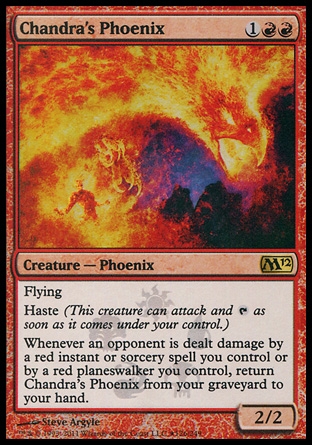 Chandra's Phoenix 1
Creature — Phoenix M12
Flying
Haste (This creature can attack and as
soon as it comes under your control.)
Whenever an opponent is dealt damage by
a red instant or sorcery spell you control or
by a red planeswalker you control, return
Chandra's Phoenix from your graveyard to
your hand.
Steve Argyle
2/2